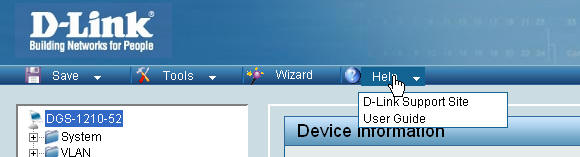 D-Link
Building Networks for People
Save Tools Wizard Help
D-Link Support Site
User Guide
DGS-1210-52
System
VLAN
Device Information